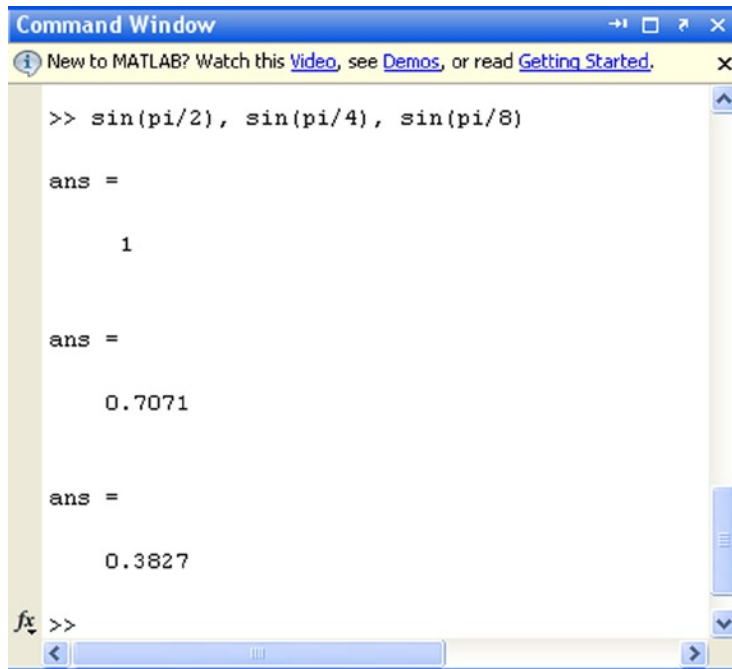 Command Window
New to MATLAB? Watch this Video, see Demos, or read Getting Started.
>> sin(pi/2), sin(pi/4), sin(pi/8)
ans =
1
ans =
0.7071
ans =
0.3827
fx >>